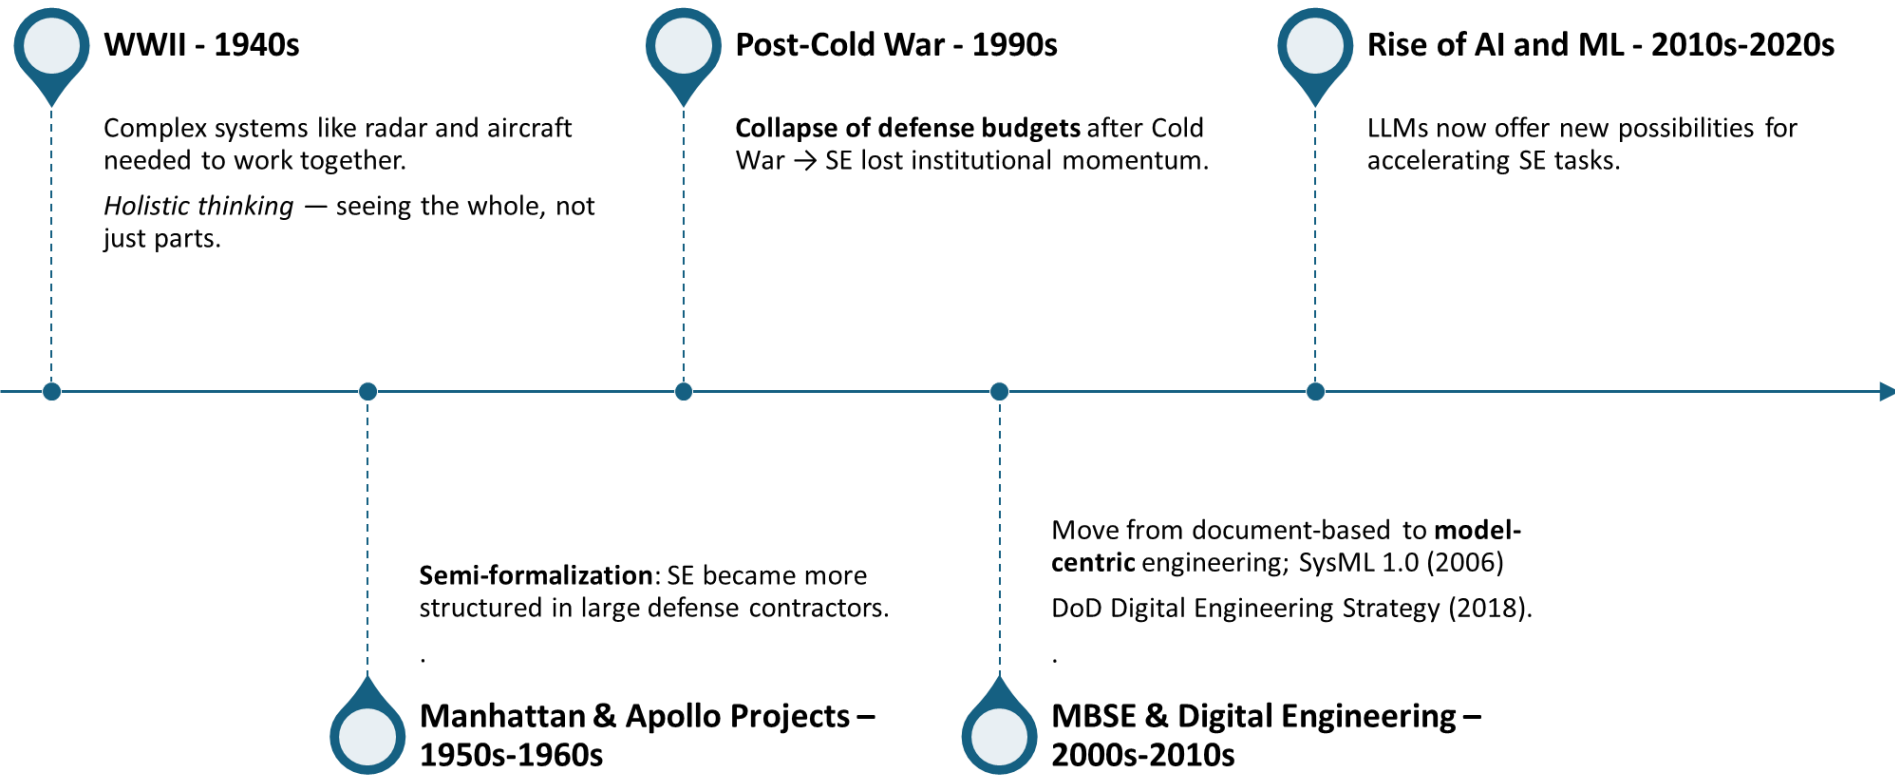 WWII - 1940s
Complex systems like radar and aircraft
needed to work together.
Holistic thinking — seeing the whole, not
just parts.
Post-Cold War - 1990s
Collapse of defense budgets after Cold
War → SE lost institutional momentum.
Rise of AI and ML - 2010s-2020s
LLMs now offer new possibilities for
accelerating SE tasks.
Semi-formalization: SE became more
structured in large defense contractors.
.
Manhattan & Apollo Projects –
1950s-1960s
Move from document-based to model-
centric engineering; SysML 1.0 (2006)
DoD Digital Engineering Strategy (2018).
.
MBSE & Digital Engineering –
2000s-2010s